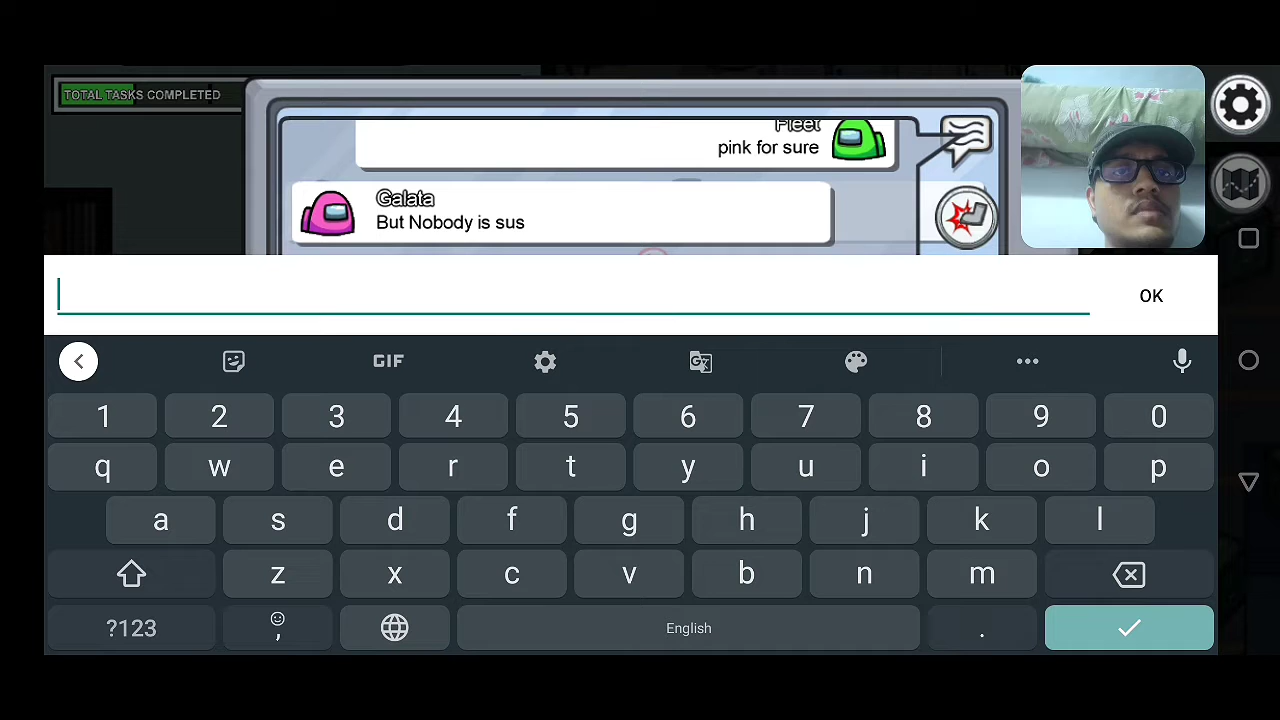 TOTAL TASKS COMPLETED
Fleet
pink for sure
Galata
But Nobody is sus
OK
GIF
1 2 3 4 5 6 7 8 9 0
q w e r t y u i o p
a s d f g h j k l
z x c v b n m
?123 , English .